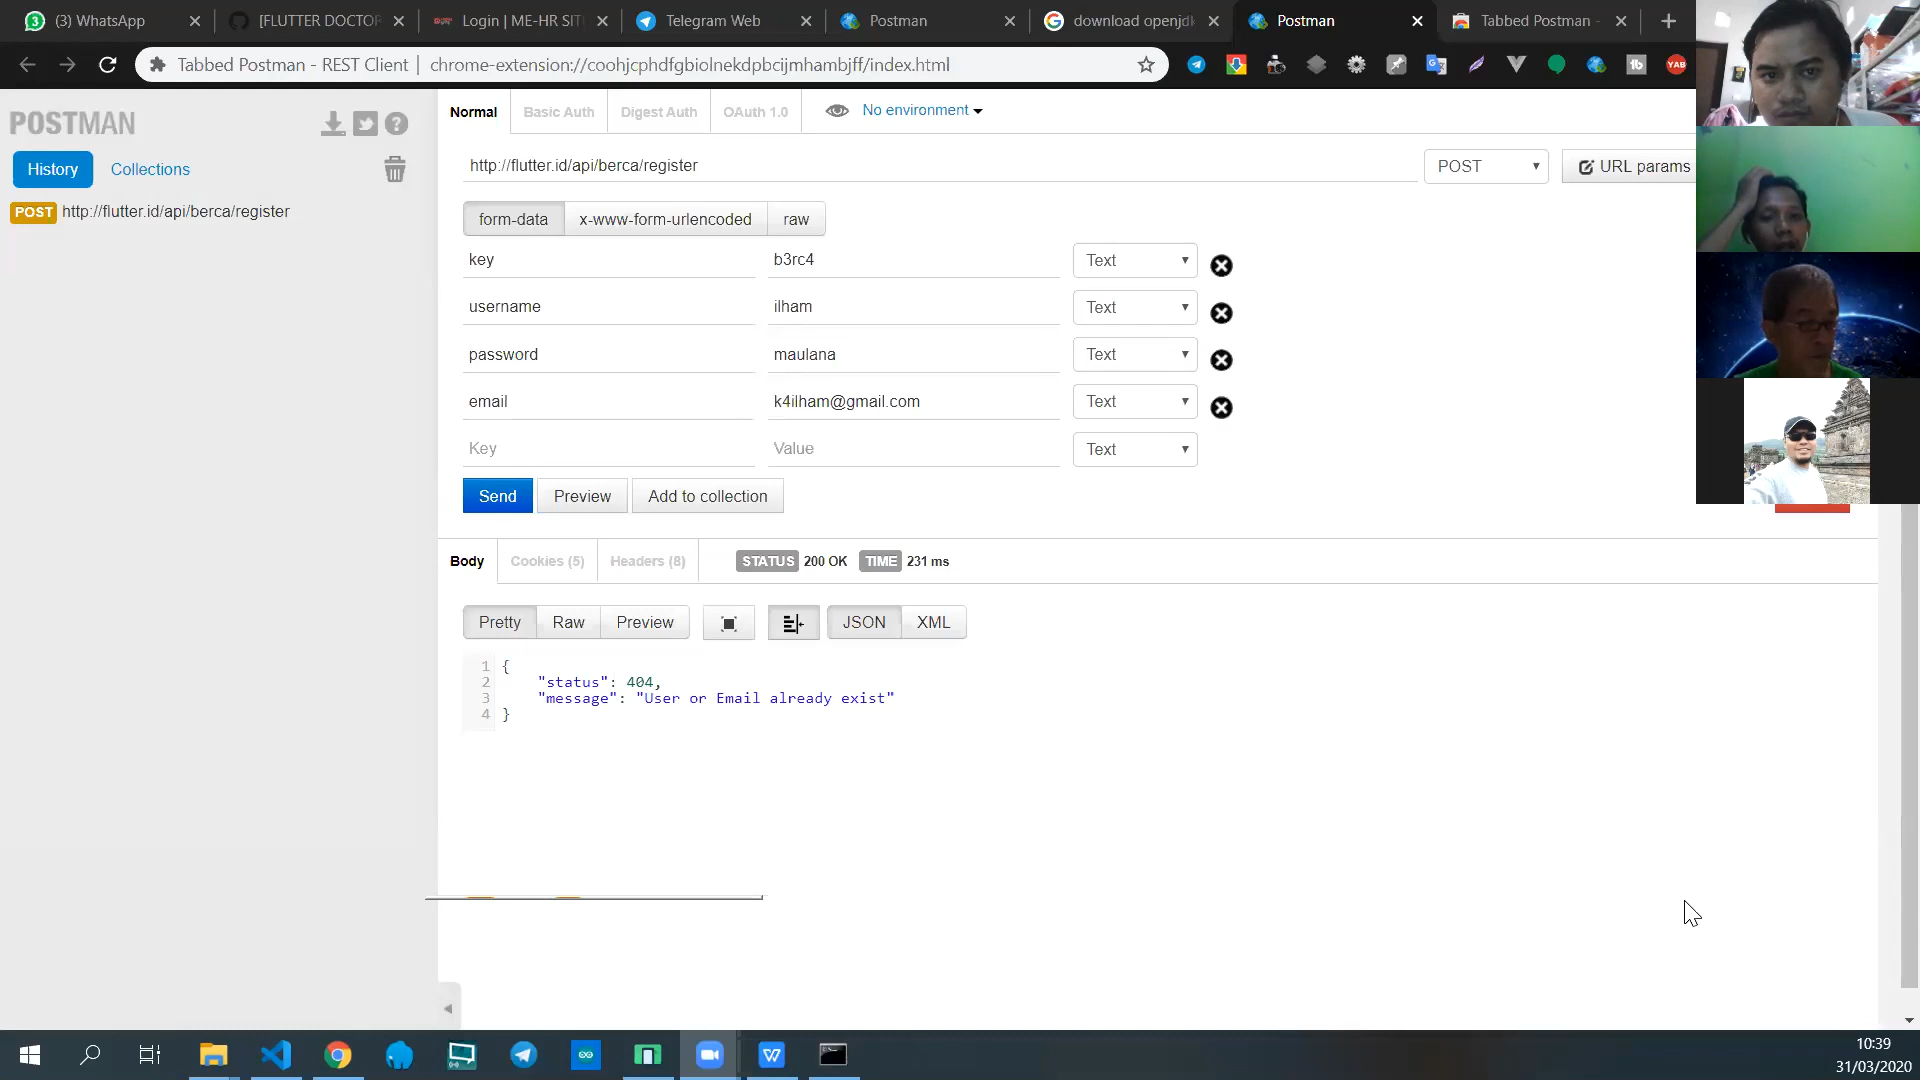 (3) WhatsApp
[FLUTTER DOCTOR
Login | ME-HR SIT
Telegram Web
Postman
download openjdk
Postman
Tabbed Postman -
Tabbed Postman - REST Client
chrome-extension://coohjcphdfgbiolnekdpbcijmhambjff/index.html
POSTMAN
History
Collections
POST http://flutter.id/api/berca/register
Normal
Basic Auth
Digest Auth
OAuth 1.0
No environment
http://flutter.id/api/berca/register
POST
URL params
form-data
x-www-form-urlencoded
raw
key b3rc4 Text
username ilham Text
password maulana Text
email k4ilham@gmail.com Text
Key Value Text
Send
Preview
Add to collection
Body
Cookies (5)
Headers (8)
STATUS 200 OK TIME 231 ms
Pretty
Raw
Preview
JSON
XML
1 {
2 "status": 404,
3 "message": "User or Email already exist"
4 }
10:39
31/03/2020